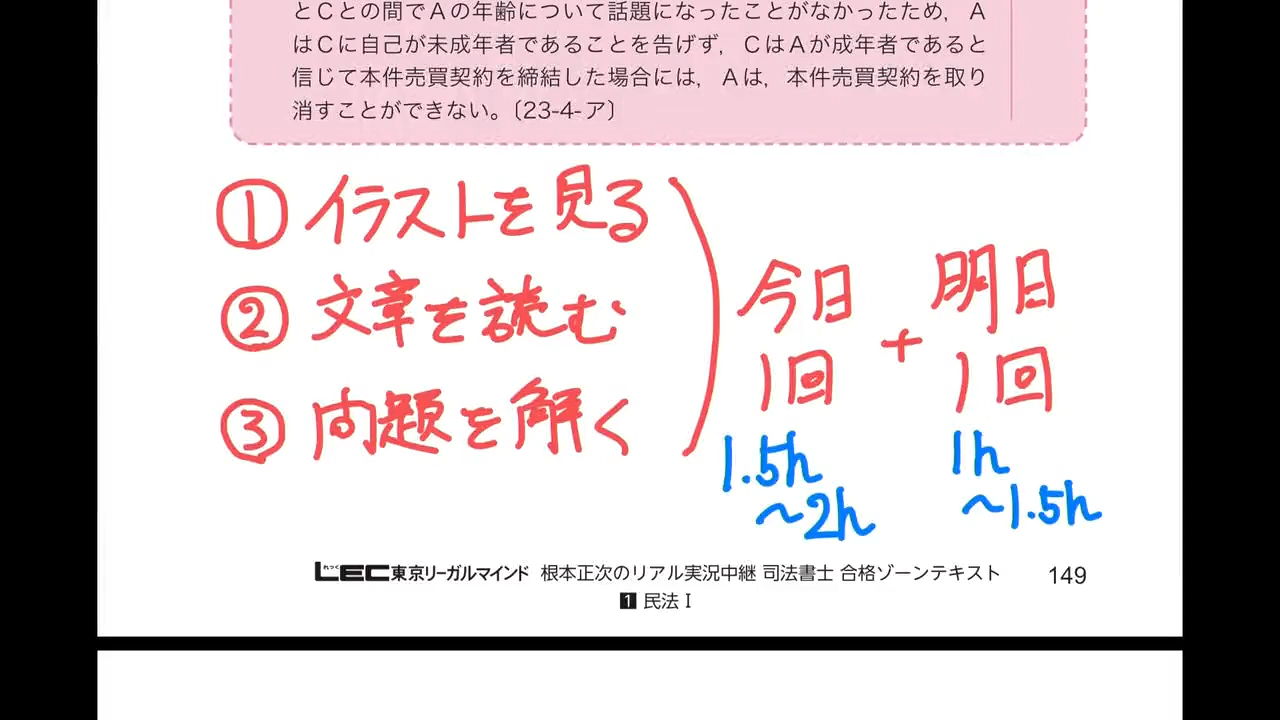 とCとの間でAの年齢について話題になったことがなかったため，A
はCに自己が未成年者であることを告げず，CはAが成年者であると
信じて本件売買契約を締結した場合には，Aは，本件売買契約を取り
消すことができない。〔23-4-ア〕
① イラストを見る
② 文章を読む
③ 問題を解く
今日 + 明日
1回 1回
1.5h 1h
~2h ~1.5h
れっく
LEC東京リーガルマインド 根本正次のリアル実況中継 司法書士 合格ゾーンテキスト 149
1 民法 I